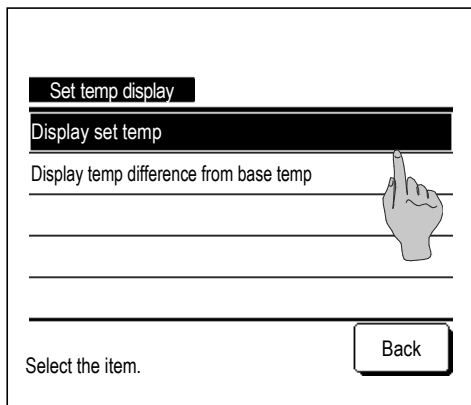 Set temp display
Display set temp
Display temp difference from base temp
Select the item.
Back